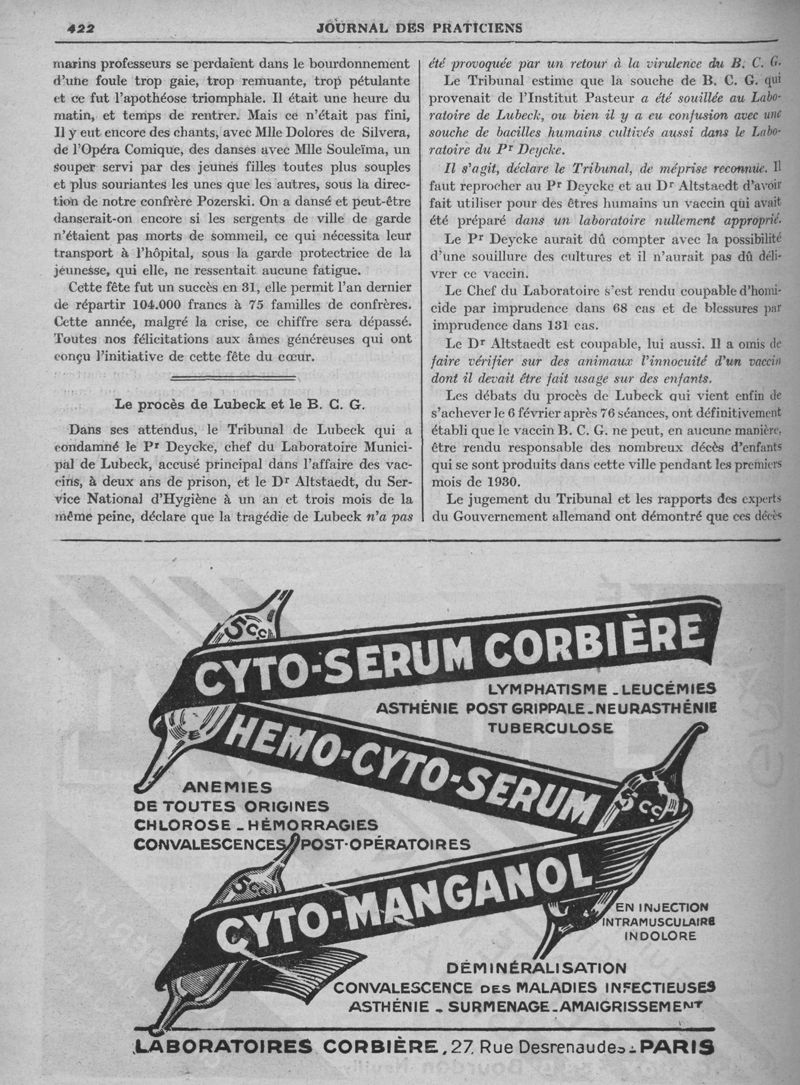 422
JOURNAL DES PRATICIENS
marins professeurs se perdaient dans le bourdonnement
d'une foule trop gaie, trop remuante, trop pétulante
et ce fut l'apothéose triomphale. Il était une heure du
matin, et temps de rentrer. Mais ce n'était pas fini,
Il y eut encore des chants, avec Mlle Dolores de Silvera,
de l'Opéra Comique, des danses avec Mlle Souleïma, un
souper servi par des jeunes filles toutes plus souples
et plus souriantes les unes que les autres, sous la direc-
tion de notre confrère Pozerski. On a dansé et peut-être
danserait-on encore si les sergents de ville de garde
n'étaient pas morts de sommeil, ce qui nécessita leur
transport à l'hôpital, sous la garde protectrice de la
jeunesse, qui elle, ne ressentait aucune fatigue.
Cette fête fut un succès en 31, elle permit l'an dernier
de répartir 104.000 francs à 75 familles de confrères.
Cette année, malgré la crise, ce chiffre sera dépassé.
Toutes nos félicitations aux âmes généreuses qui ont
conçu l'initiative de cette fête du cœur.
Le procès de Lubeck et le B. C. G.
Dans ses attendus, le Tribunal de Lubeck qui a
condamné le Pr Deycke, chef du Laboratoire Munici-
pal de Lubeck, accusé principal dans l'affaire des vac-
cins, à deux ans de prison, et le Dr Altstaedt, du Ser-
vice National d'Hygiène à un an et trois mois de la
même peine, déclare que la tragédie de Lubeck n'a pas
été provoquée par un retour à la virulence du B. C. G.
Le Tribunal estime que la souche de B. C. G. qui
provenait de l'Institut Pasteur a été souillée au Labo-
ratoire de Lubeck, ou bien il y a eu confusion avec une
souche de bacilles humains cultivés aussi dans le Labo-
ratoire du Pr Deycke.
Il s'agit, déclare le Tribunal, de méprise reconnue. Il
faut reprocher au Pr Deycke et au Dr Altstaedt d'avoir
fait utiliser pour des êtres humains un vaccin qui avait
été préparé dans un laboratoire nullement approprié.
Le Pr Deycke aurait dû compter avec la possibilité
d'une souillure des cultures et il n'aurait pas dû déli-
vrer ce vaccin.
Le Chef du Laboratoire s'est rendu coupable d'homi-
cide par imprudence dans 68 cas et de blessures par
imprudence dans 131 cas.
Le Dr Altstaedt est coupable, lui aussi. Il a omis de
faire vérifier sur des animaux l'innocuité d'un vaccin
dont il devait être fait usage sur des enfants.
Les débats du procès de Lubeck qui vient enfin de
s'achever le 6 février après 76 séances, ont définitivement
établi que le vaccin B. C. G. ne peut, en aucune manière,
être rendu responsable des nombreux décès d'enfants
qui se sont produits dans cette ville pendant les premiers
mois de 1930.
Le jugement du Tribunal et les rapports des experts
du Gouvernement allemand ont démontré que ces décès
5cc
CYTO-SERUM CORBIÈRE
LYMPHATISME - LEUCÉMIES
ASTHÉNIE POST GRIPPALE - NEURASTHÉNIE
TUBERCULOSE
HEMO-CYTO-SERUM
5cc
ANEMIES
DE TOUTES ORIGINES
CHLOROSE - HÉMORRAGIES
CONVALESCENCES POST-OPÉRATOIRES
5cc
CYTO-MANGANOL
EN INJECTION
INTRAMUSCULAIRE
INDOLORE
DÉMINÉRALISATION
CONVALESCENCE DES MALADIES INFECTIEUSES
ASTHÉNIE - SURMENAGE - AMAIGRISSEMENT
LABORATOIRES CORBIÈRE, 27, Rue Desrenaudes - PARIS